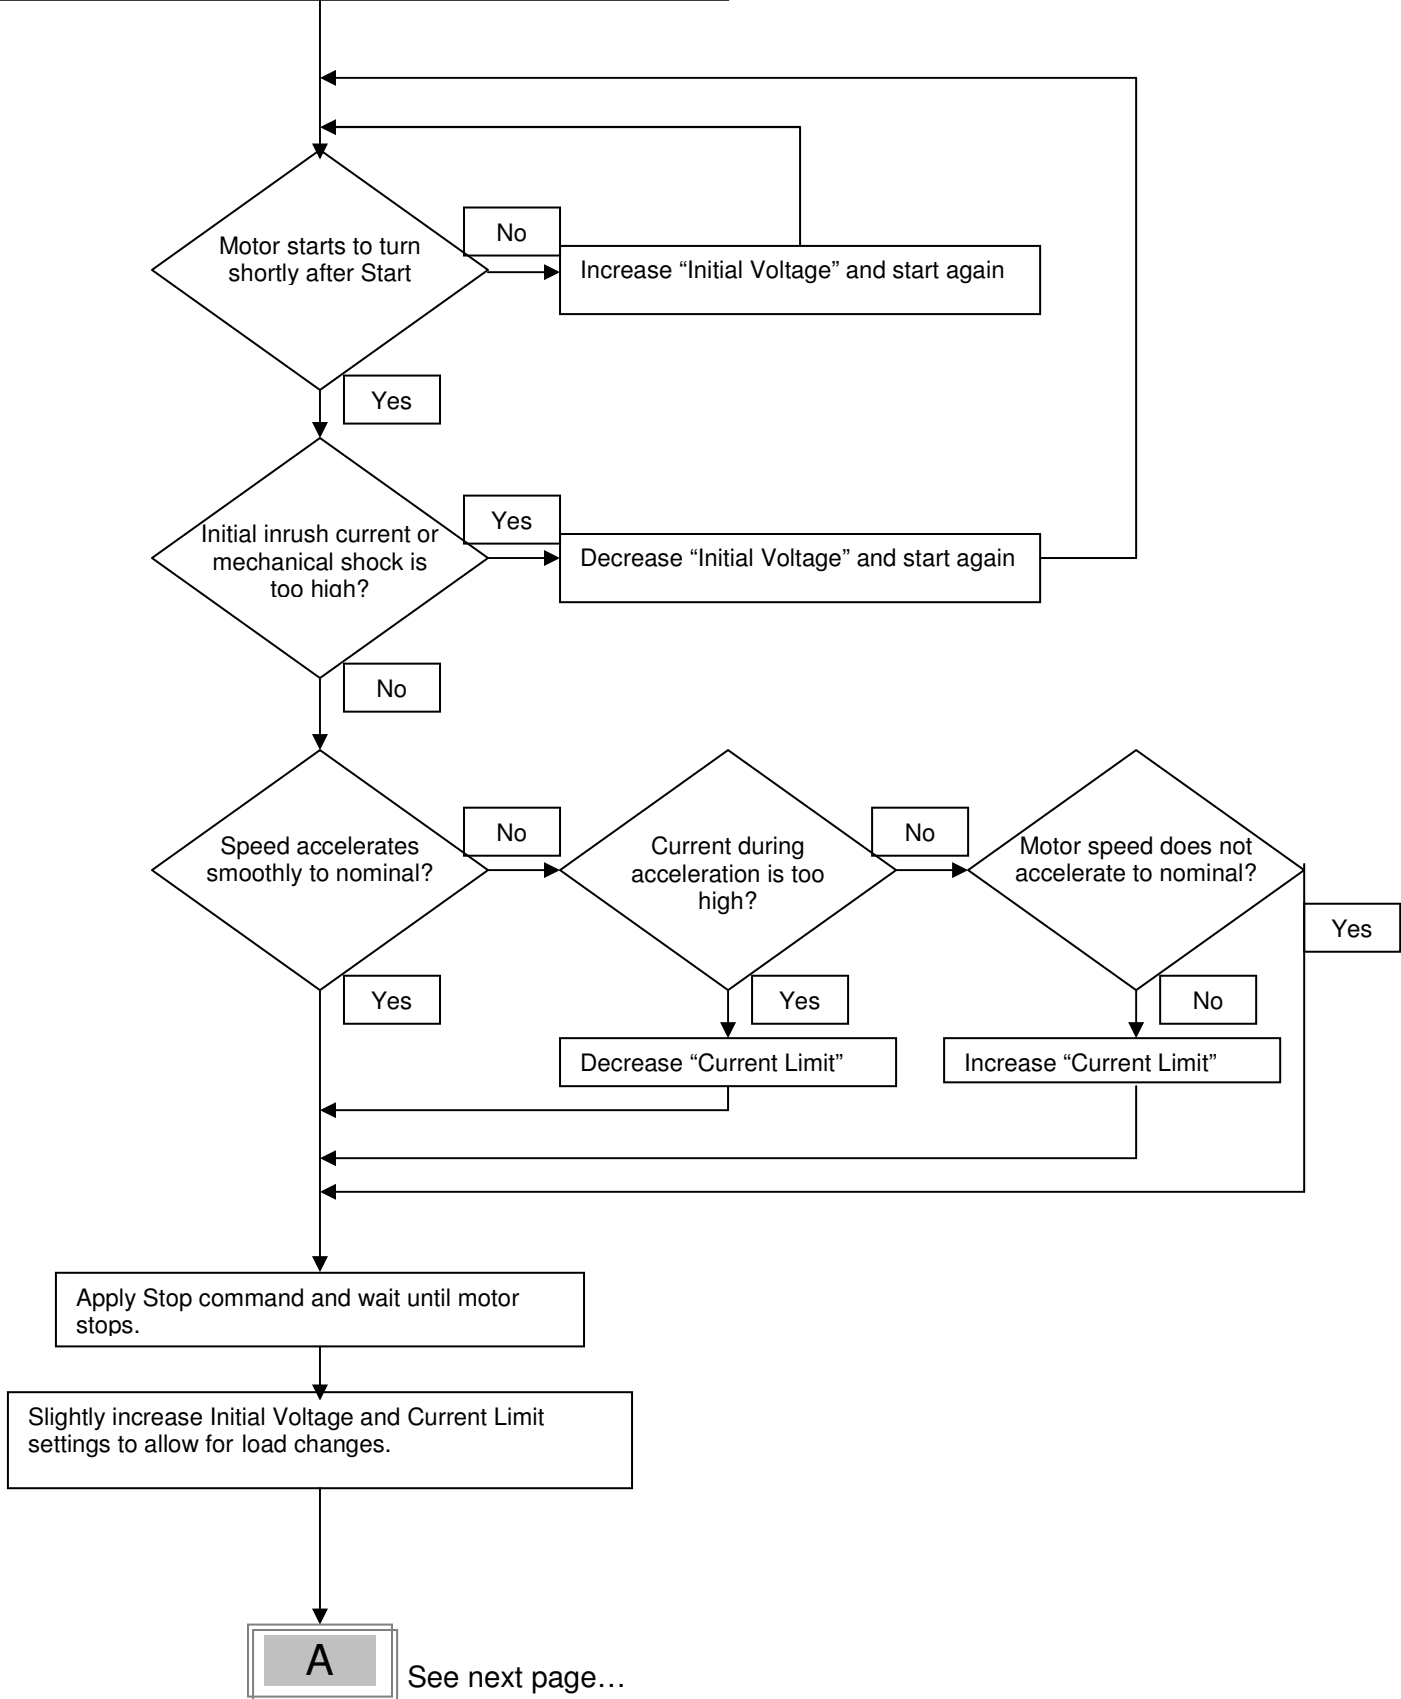 No
Motor starts to turn
shortly after Start
Increase “Initial Voltage” and start again
Yes
Yes
Initial inrush current or
mechanical shock is
too high?
Decrease “Initial Voltage” and start again
No
No
No
Speed accelerates
smoothly to nominal?
Current during
acceleration is too
high?
Motor speed does not
accelerate to nominal?
Yes
Yes
Yes
No
Decrease “Current Limit”
Increase “Current Limit”
Apply Stop command and wait until motor
stops.
Slightly increase Initial Voltage and Current Limit
settings to allow for load changes.
A
See next page…